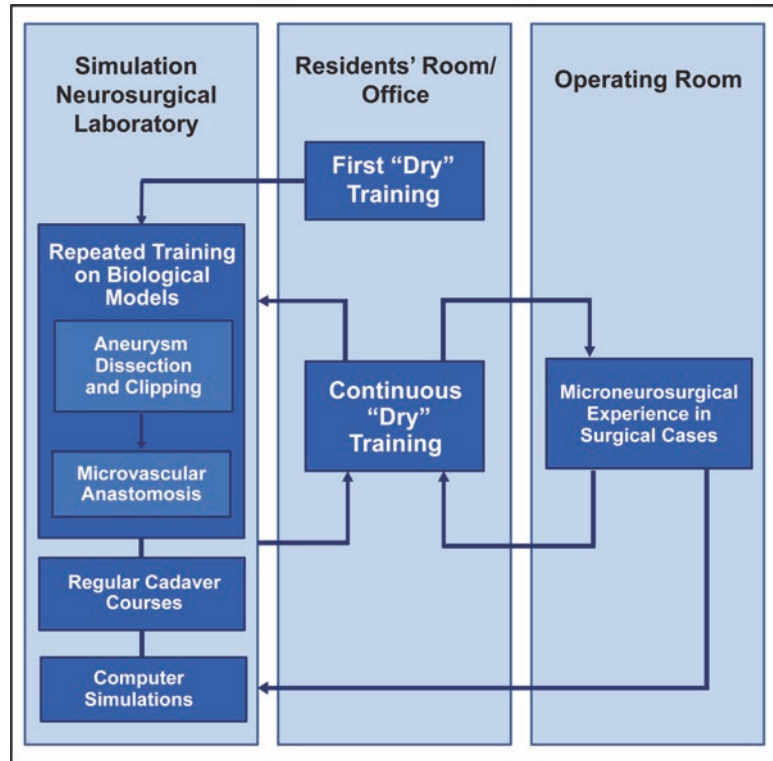 Simulation
Neurosurgical
Laboratory
Repeated Training
on Biological
Models
Aneurysm
Dissection
and Clipping
Microvascular
Anastomosis
Regular Cadaver
Courses
Computer
Simulations
Residents’ Room/
Office
First “Dry”
Training
Continuous
“Dry”
Training
Operating Room
Microneurosurgical
Experience in
Surgical Cases